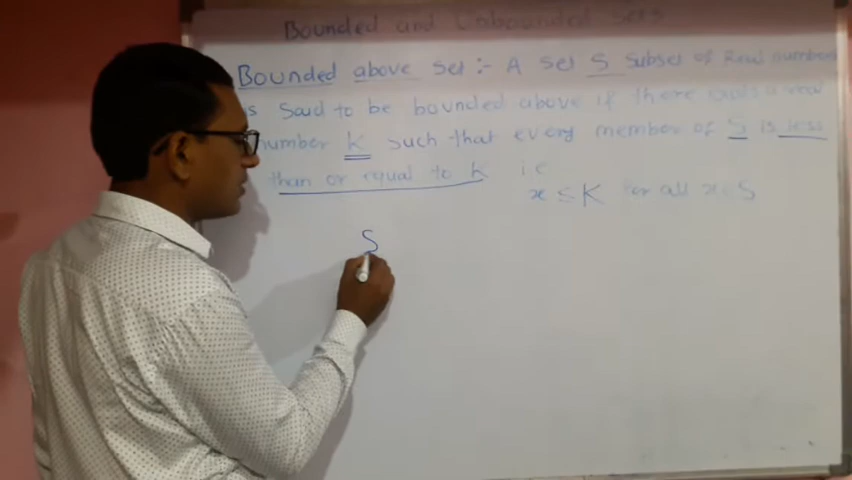 Bounded and Unbounded Sets
Bounded above set :- A set S subset of Real numbers
is said to be bounded above if there exists a real
number K such that every member of S is less
than or equal to K i.e
x ≤ K for all x ∈ S
S